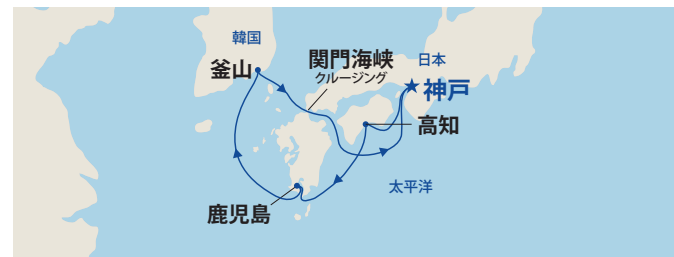 韓国
釜山
関門海峡
クルージング
日本
神戸
高知
太平洋
鹿児島